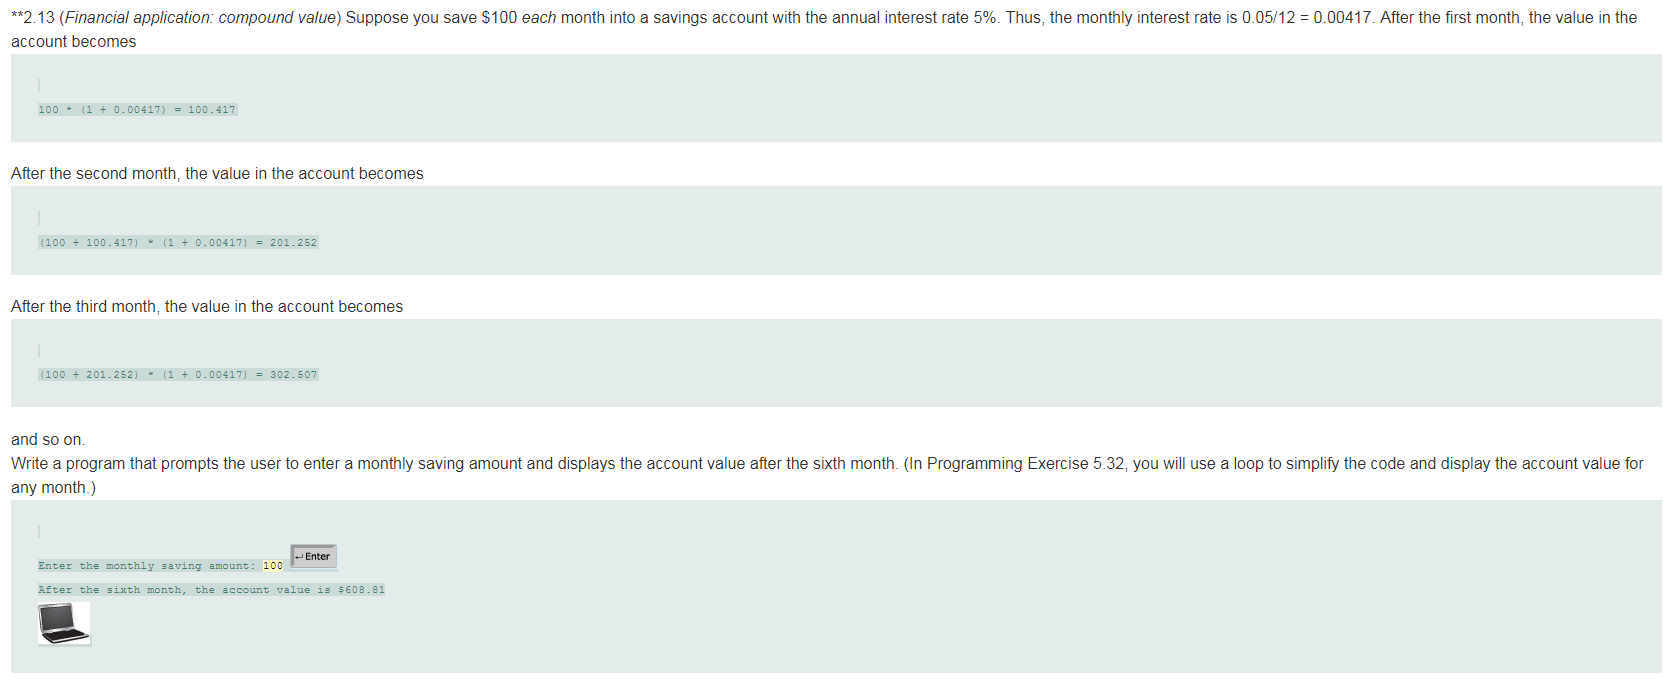 **2.13 (Financial application: compound value) Suppose you save $100 each month into a savings account with the annual interest rate 5%. Thus, the monthly interest rate is 0.05/12 = 0.00417. After the first month, the value in the
account becomes
100 * (1 + 0.00417) = 100.417
After the second month, the value in the account becomes
(100 + 100.417) * (1 + 0.00417) = 201.252
After the third month, the value in the account becomes
(100 + 201.252) * (1 + 0.00417) = 302.507
and so on.
Write a program that prompts the user to enter a monthly saving amount and displays the account value after the sixth month. (In Programming Exercise 5.32, you will use a loop to simplify the code and display the account value for
any month.)
Enter the monthly saving amount: 100 ↵Enter
After the sixth month, the account value is $608.81